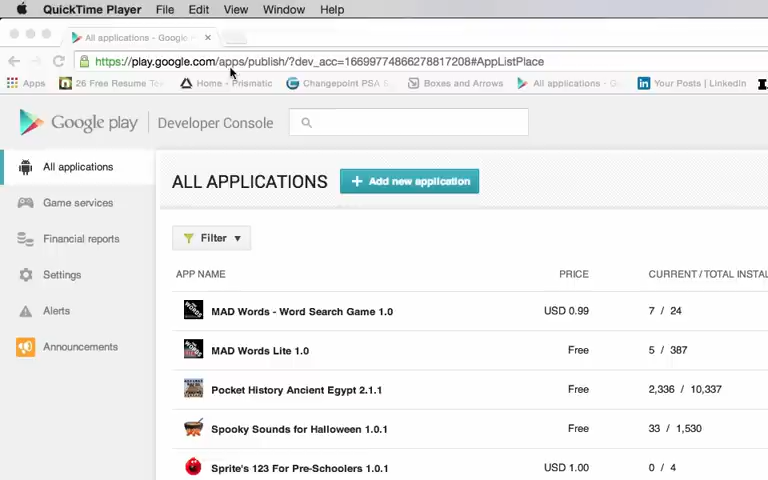 QuickTime Player File Edit View Window Help
All applications - Google
https://play.google.com/apps/publish/?dev_acc=16699774866278817208#AppListPlace
Apps 26 Free Resume Ten Home - Prismatic Changepoint PSA Boxes and Arrows All applications - Go Your Posts | LinkedIn
Google play Developer Console
All applications
Game services
Financial reports
Settings
Alerts
Announcements
ALL APPLICATIONS + Add new application
Filter
APP NAME PRICE CURRENT / TOTAL INSTAL
MAD Words - Word Search Game 1.0 USD 0.99 7 / 24
MAD Words Lite 1.0 Free 5 / 387
Pocket History Ancient Egypt 2.1.1 Free 2,336 / 10,337
Spooky Sounds for Halloween 1.0.1 Free 33 / 1,530
Sprite's 123 For Pre-Schoolers 1.0.1 USD 1.00 0 / 4